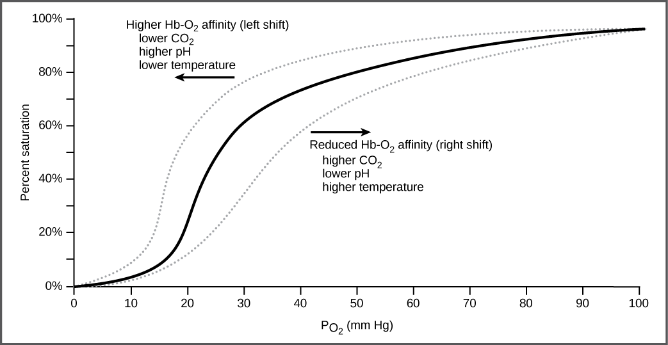 100%
80%
60%
40%
20%
0%
Percent saturation
Higher Hb-O₂ affinity (left shift)
lower CO₂
higher pH
lower temperature
Reduced Hb-O₂ affinity (right shift)
higher CO₂
lower pH
higher temperature
0 10 20 30 40 50 60 70 80 90 100
PO₂ (mm Hg)